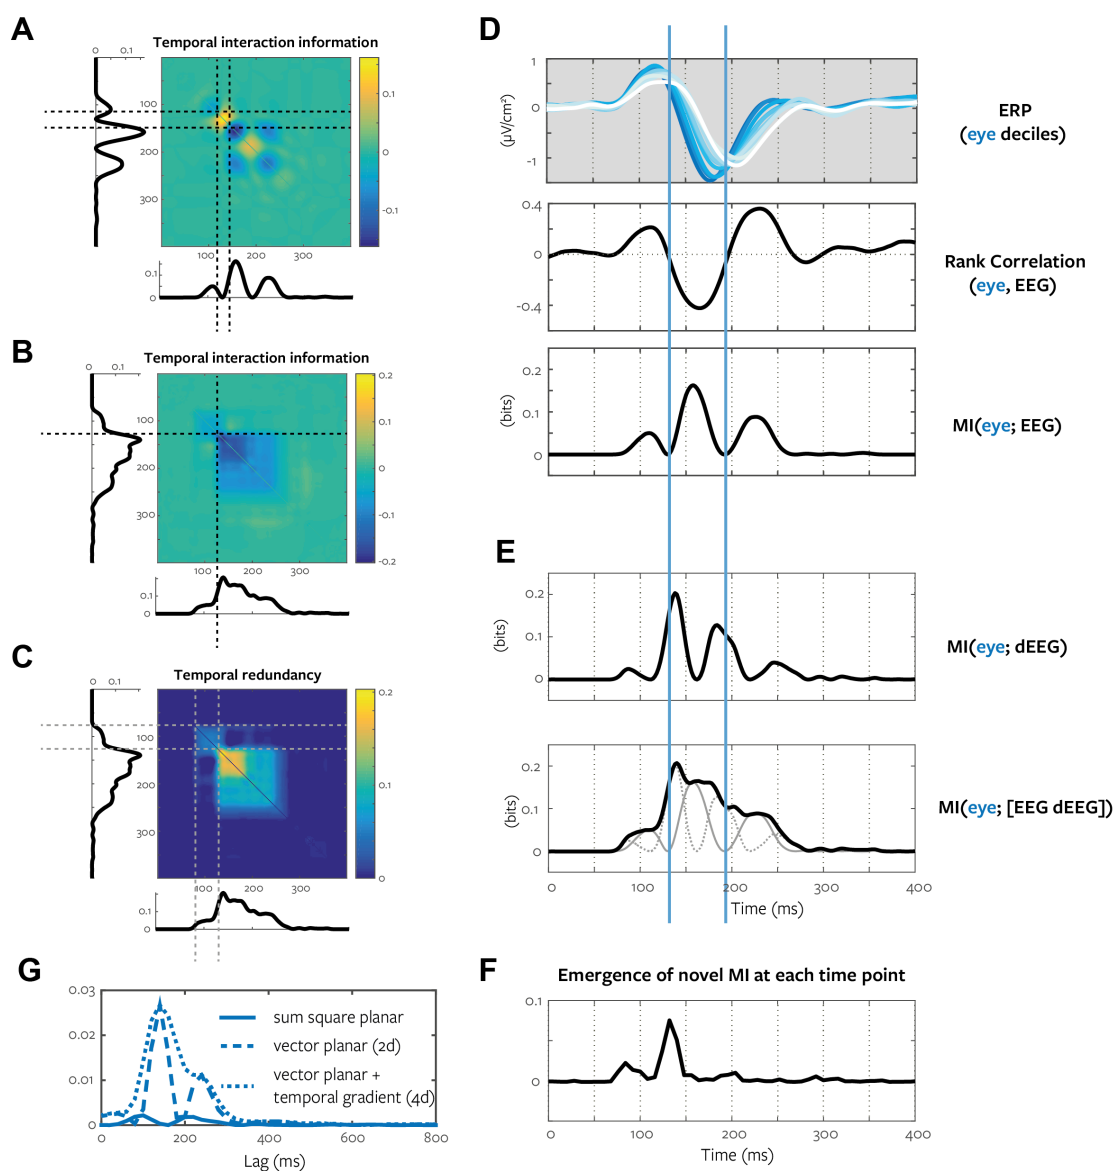 A
Temporal interaction information
0 0.1
100
200
300
0.1
0
-0.1
100 200 300
0.1
0
B
Temporal interaction information
0 0.1
100
200
300
0.2
0.1
0
-0.1
-0.2
100 200 300
0.1
0
C
Temporal redundancy
0 0.1
100
200
300
0.2
0.1
0
100 200 300
0.1
0
D
(µV/cm²)
1
0
-1
ERP
(eye deciles)
0.4
0
-0.4
Rank Correlation
(eye, EEG)
(bits)
0.2
0.1
0
MI(eye; EEG)
E
(bits)
0.2
0.1
0
MI(eye; dEEG)
(bits)
0.2
0.1
0
MI(eye; [EEG dEEG])
0 100 200 300 400
Time (ms)
F
Emergence of novel MI at each time point
0.1
0
0 100 200 300 400
Time (ms)
G
0.03
0.02
0.01
0
sum square planar
vector planar (2d)
vector planar +
temporal gradient (4d)
0 200 400 600 800
Lag (ms)